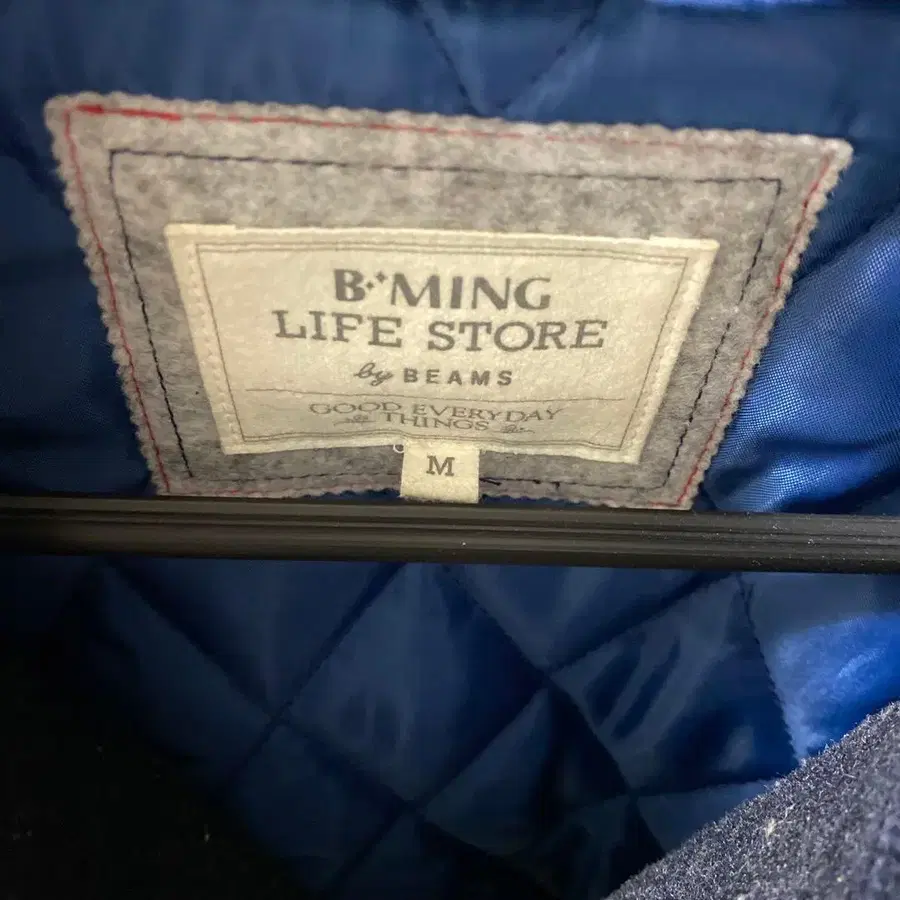 B:MING
LIFE STORE
by BEAMS
GOOD EVERYDAY
THINGS
M